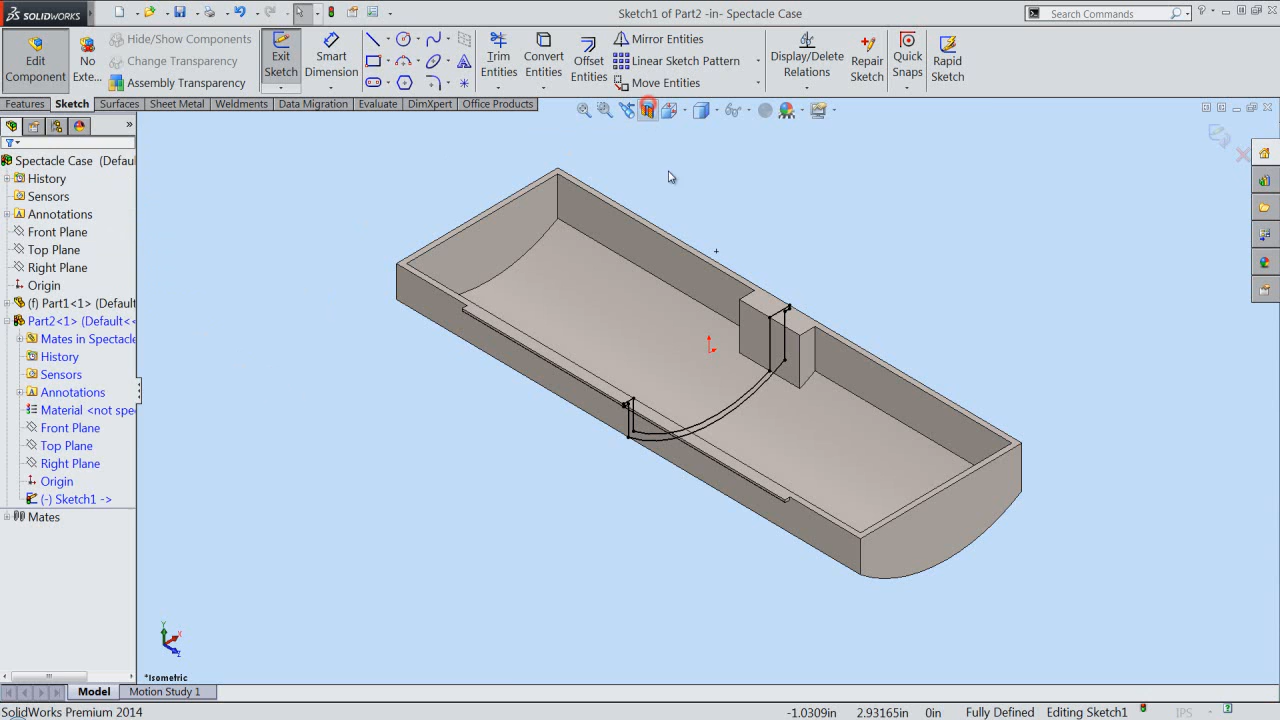 SOLIDWORKS
Sketch1 of Part2 -in- Spectacle Case
Search Commands
Edit Component
No Exte...
Hide/Show Components
Change Transparency
Assembly Transparency
Exit Sketch
Smart Dimension
Trim Entities
Convert Entities
Offset Entities
Mirror Entities
Linear Sketch Pattern
Move Entities
Display/Delete Relations
Repair Sketch
Quick Snaps
Rapid Sketch
Features
Sketch
Surfaces
Sheet Metal
Weldments
Data Migration
Evaluate
DimXpert
Office Products
Spectacle Case (Defaul
History
Sensors
Annotations
Front Plane
Top Plane
Right Plane
Origin
(f) Part1<1> (Default
Part2<1> (Default<<
Mates in Spectacle
History
Sensors
Annotations
Material <not spe
Front Plane
Top Plane
Right Plane
Origin
(-) Sketch1 ->
Mates
Y
X
Z
*Isometric
Model
Motion Study 1
SolidWorks Premium 2014
-1.0309in
2.93165in
0in
Fully Defined
Editing Sketch1
IPS